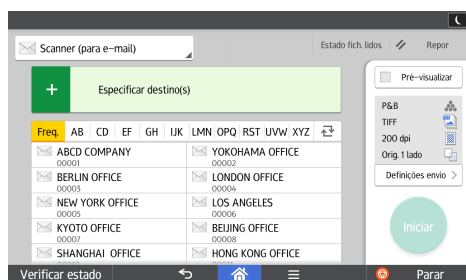 Scanner (para e-mail)
Estado fich. lidos
Repor
Especificar destino(s)
Pré-visualizar
Freq. AB CD EF GH IJK LMN OPQ RST UVW XYZ
P&B
TIFF
200 dpi
Orig. 1 lado
Definições envio
Iniciar
ABCD COMPANY
00001
YOKOHAMA OFFICE
00002
BERLIN OFFICE
00003
LONDON OFFICE
00004
NEW YORK OFFICE
00005
LOS ANGELES
00006
KYOTO OFFICE
00007
BEIJING OFFICE
00008
SHANGHAI OFFICE
HONG KONG OFFICE
Verificar estado
Parar